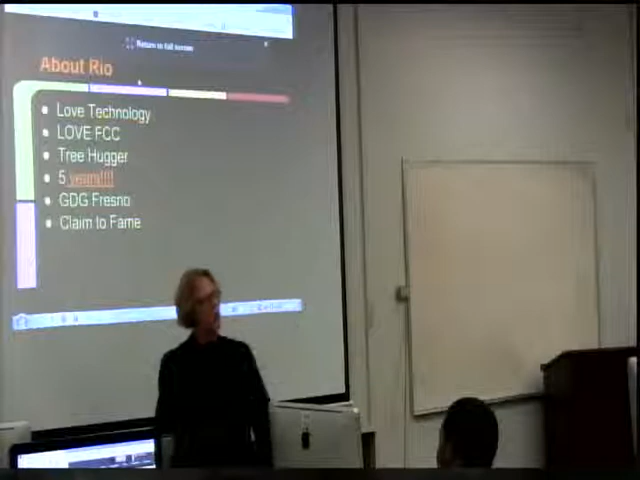 Return to full screen
About Rio
Love Technology
LOVE FCC
Tree Hugger
5 years!!!!
GDG Fresno
Claim to Fame